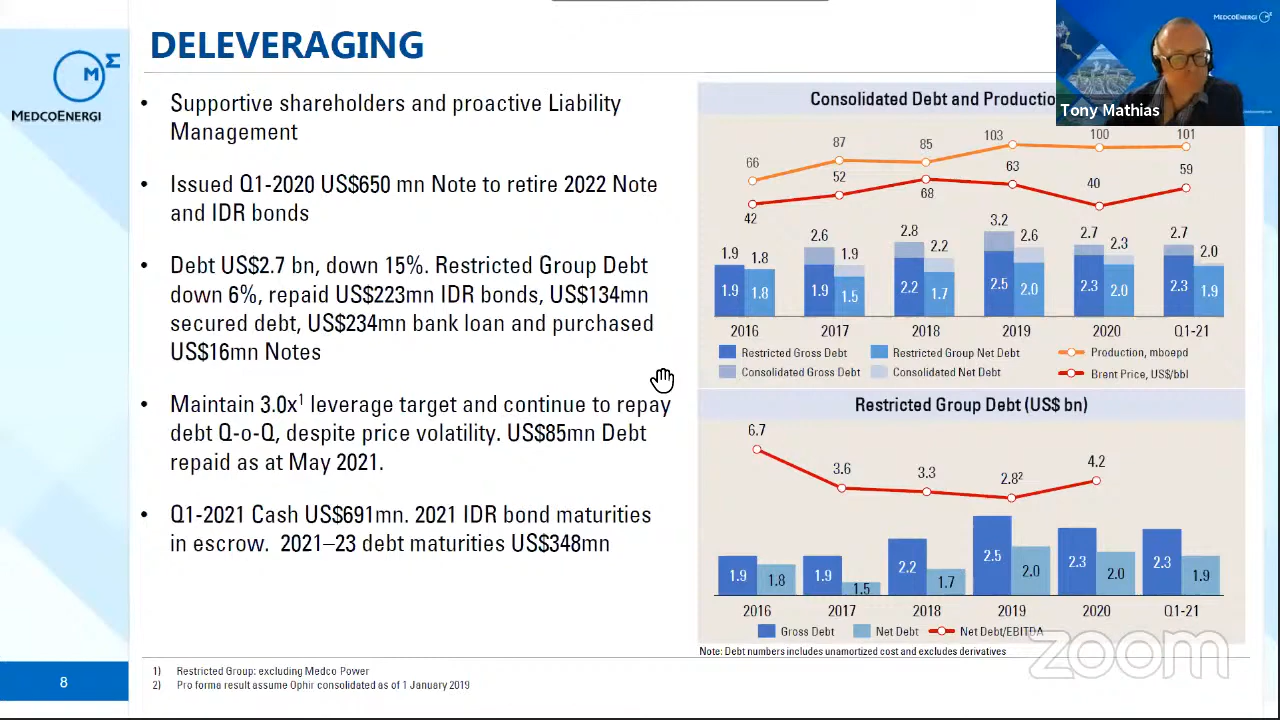 DELEVERAGING
MEDCOENERGI
Tony Mathias
M Σ
MEDCOENERGI
• Supportive shareholders and proactive Liability
Management
• Issued Q1-2020 US$650 mn Note to retire 2022 Note
and IDR bonds
• Debt US$2.7 bn, down 15%. Restricted Group Debt
down 6%, repaid US$223mn IDR bonds, US$134mn
secured debt, US$234mn bank loan and purchased
US$16mn Notes
• Maintain 3.0x¹ leverage target and continue to repay
debt Q-o-Q, despite price volatility. US$85mn Debt
repaid as at May 2021.
• Q1-2021 Cash US$691mn. 2021 IDR bond maturities
in escrow. 2021–23 debt maturities US$348mn
Consolidated Debt and Productio
66 87 85 103 100 101
42 52 68 63 40 59
1.9 1.8 2.6 1.9 2.8 2.2 3.2 2.6 2.7 2.3 2.7 2.0
1.9 1.8 1.9 1.5 2.2 1.7 2.5 2.0 2.3 2.0 2.3 1.9
2016 2017 2018 2019 2020 Q1-21
Restricted Gross Debt Restricted Group Net Debt Production, mboepd
Consolidated Gross Debt Consolidated Net Debt Brent Price, US$/bbl
Restricted Group Debt (US$ bn)
6.7 3.6 3.3 2.8² 4.2
1.9 1.8 1.9 1.5 2.2 1.7 2.5 2.0 2.3 2.0 2.3 1.9
2016 2017 2018 2019 2020 Q1-21
Gross Debt Net Debt Net Debt/EBITDA
Note: Debt numbers includes unamortized cost and excludes derivatives
zoom
1) Restricted Group: excluding Medco Power
2) Pro forma result assume Ophir consolidated as of 1 January 2019
8